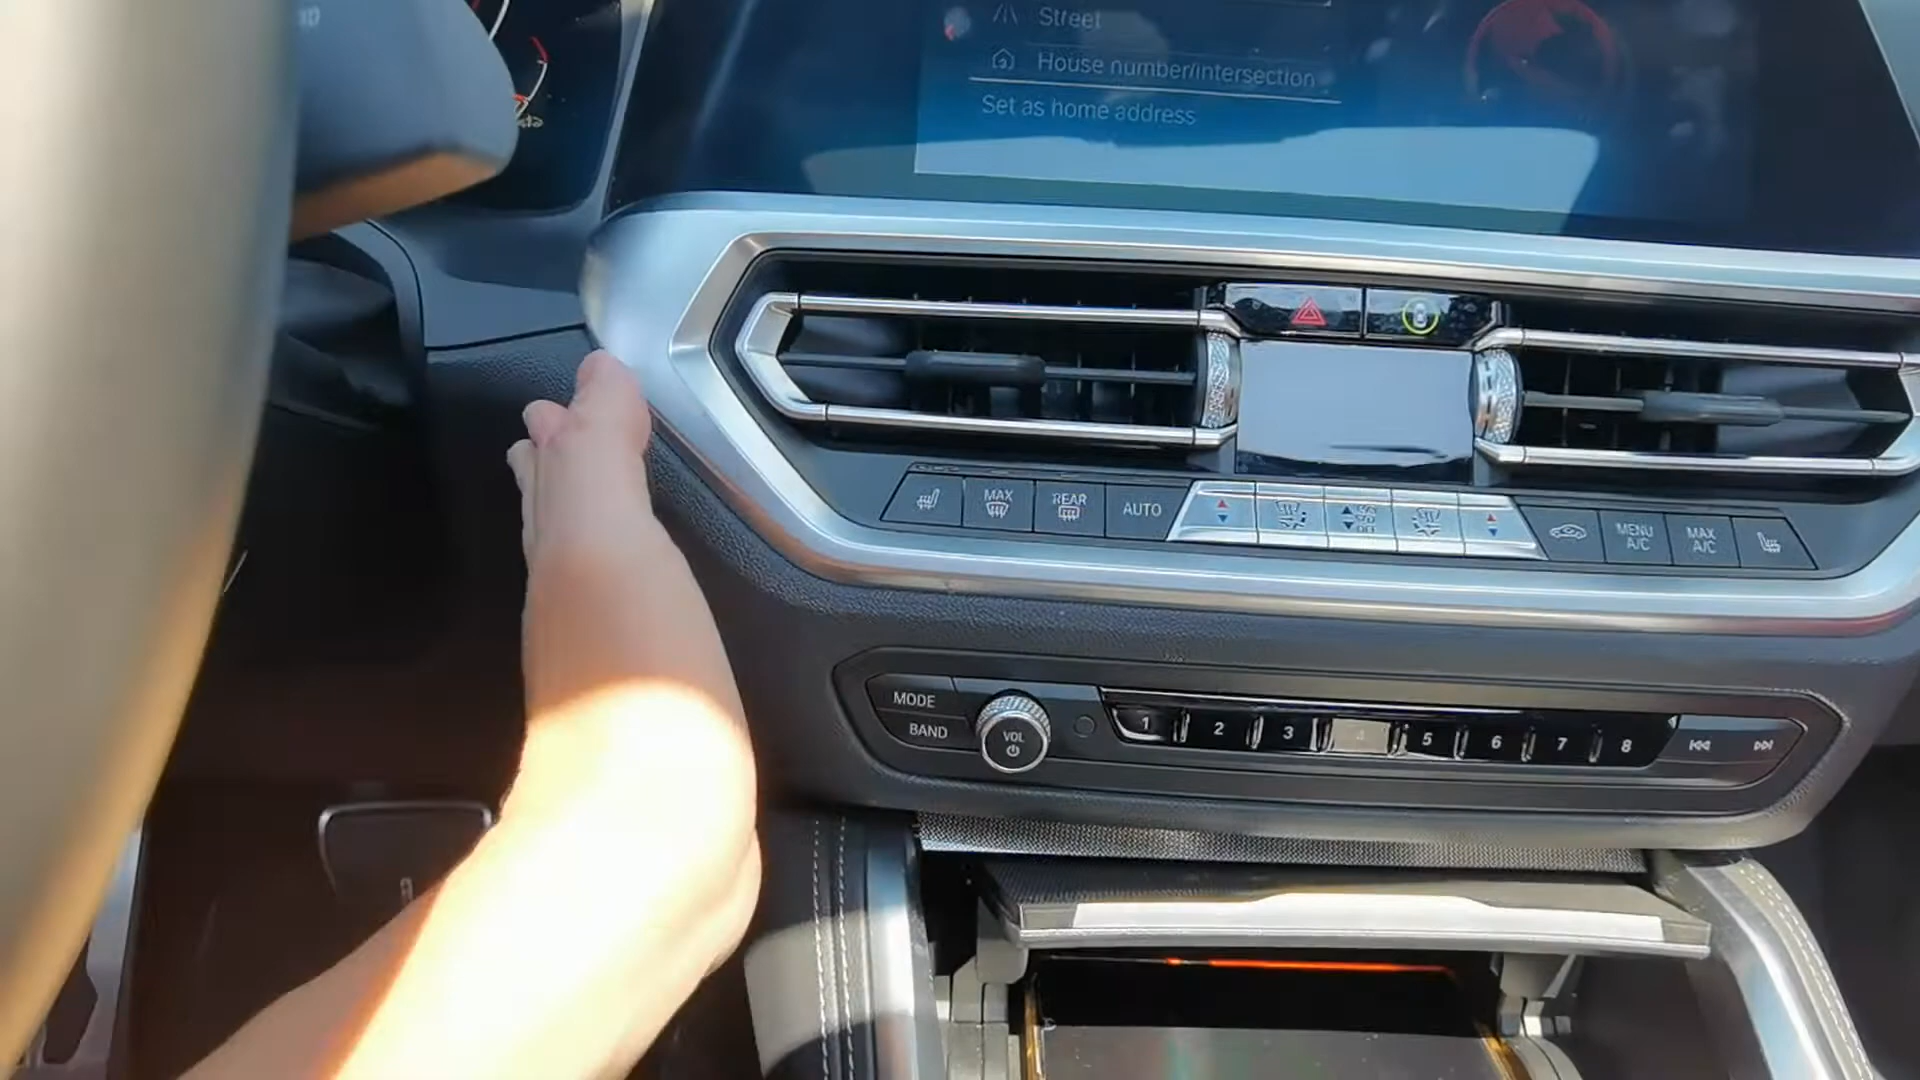 Street
House number/intersection
Set as home address
MAX
REAR
AUTO
MENU
A/C
MAX
A/C
MODE
BAND
VOL
1 2 3 4 5 6 7 8